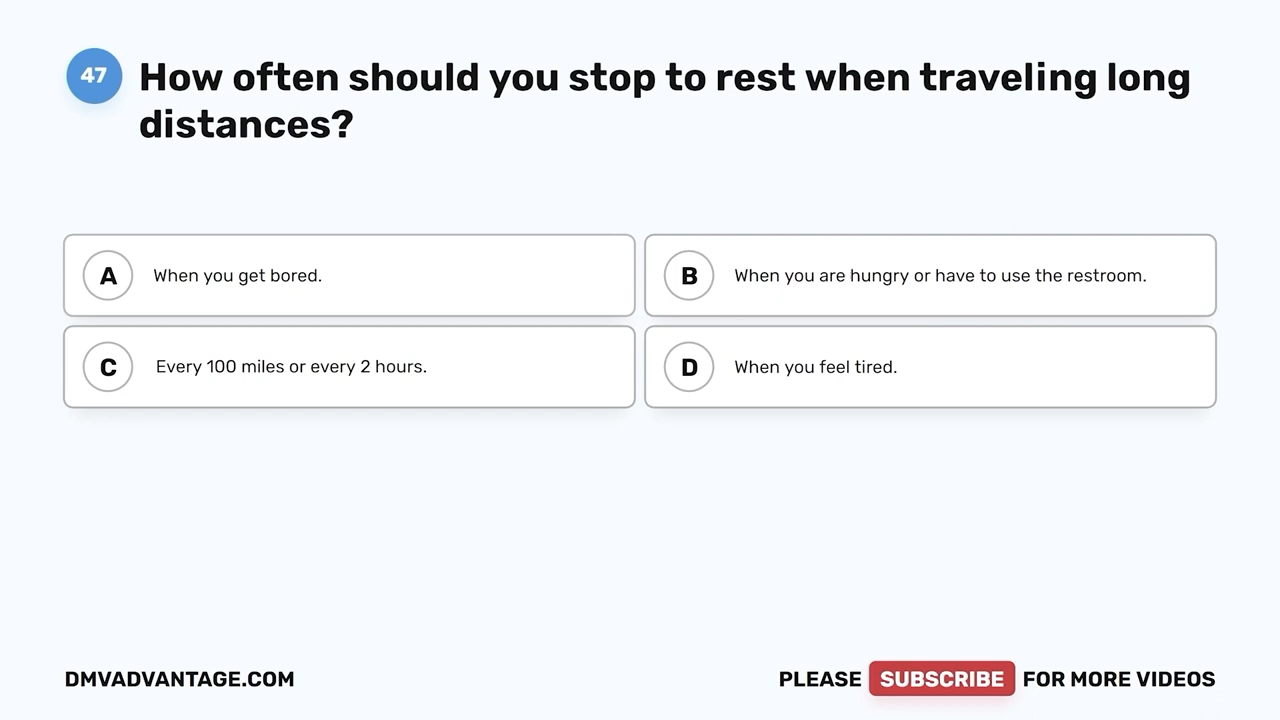 47
How often should you stop to rest when traveling long
distances?
A When you get bored.
B When you are hungry or have to use the restroom.
C Every 100 miles or every 2 hours.
D When you feel tired.
DMVADVANTAGE.COM
PLEASE SUBSCRIBE FOR MORE VIDEOS